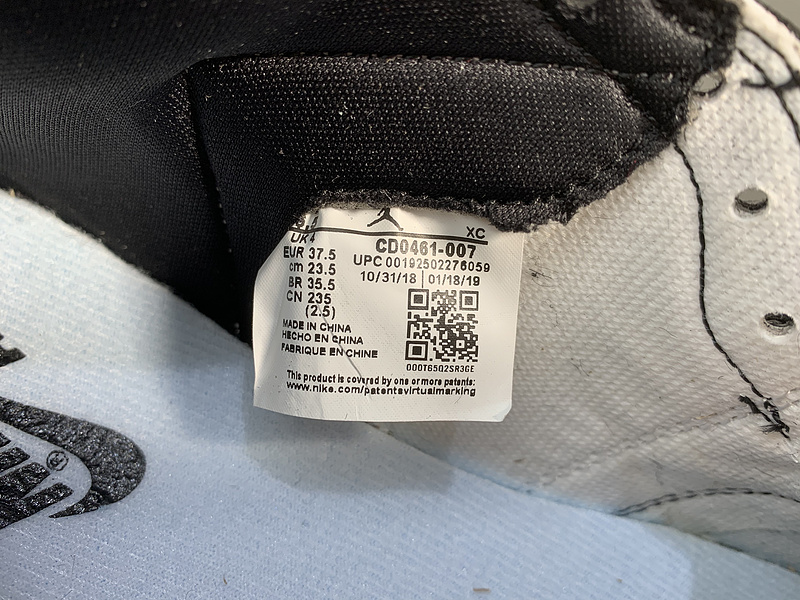 XC
UK 4
EUR 37.5
cm 23.5
BR 35.5
CN 235
(2.5)
CD0461-007
UPC 00192502276059
10/31/18 | 01/18/19
MADE IN CHINA
HECHO EN CHINA
FABRIQUE EN CHINE
000T65Q2SR3GE
This product is covered by one or more patents:
www.nike.com/patentsvirtualmarking
®